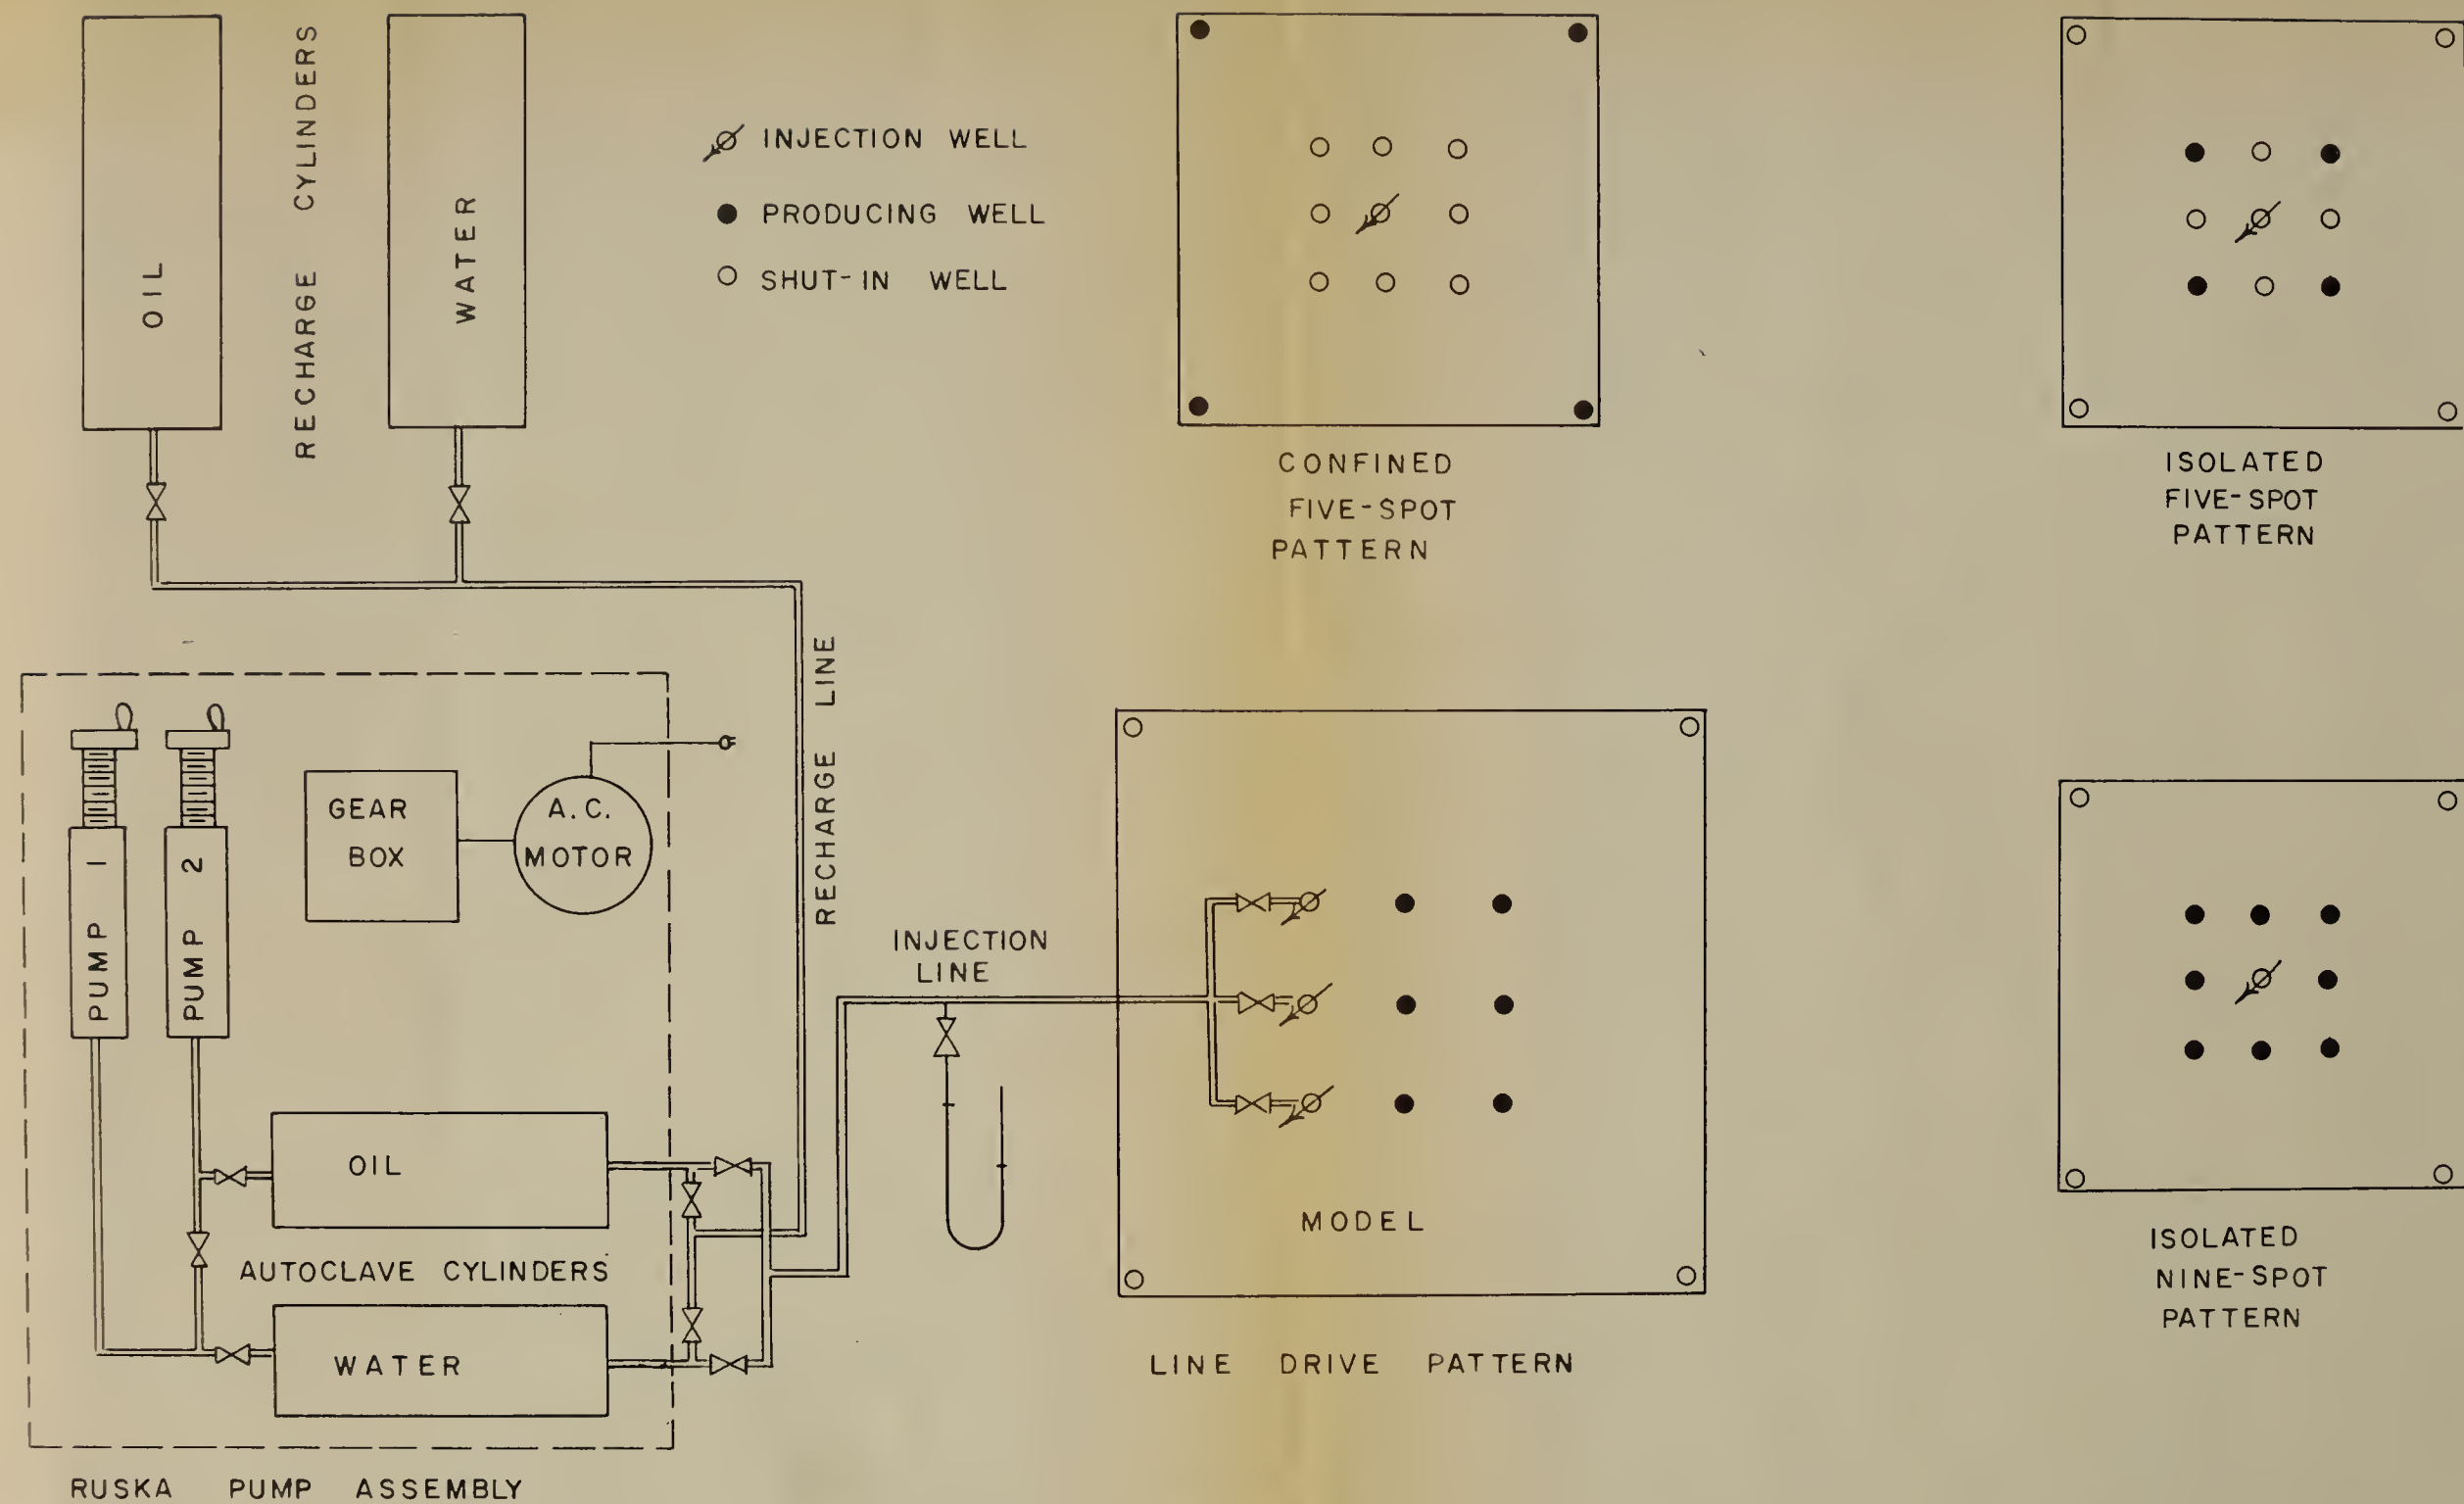 OIL
RECHARGE CYLINDERS
WATER
INJECTION WELL
PRODUCING WELL
SHUT-IN WELL
CONFINED
FIVE-SPOT
PATTERN
ISOLATED
FIVE-SPOT
PATTERN
RECHARGE LINE
PUMP 1
PUMP 2
GEAR
BOX
A.C.
MOTOR
INJECTION
LINE
OIL
AUTOCLAVE CYLINDERS
WATER
RUSKA PUMP ASSEMBLY
MODEL
LINE DRIVE PATTERN
ISOLATED
NINE-SPOT
PATTERN